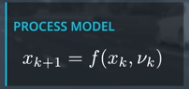 PROCESS MODEL
x_{k+1} = f(x_k, ν_k)